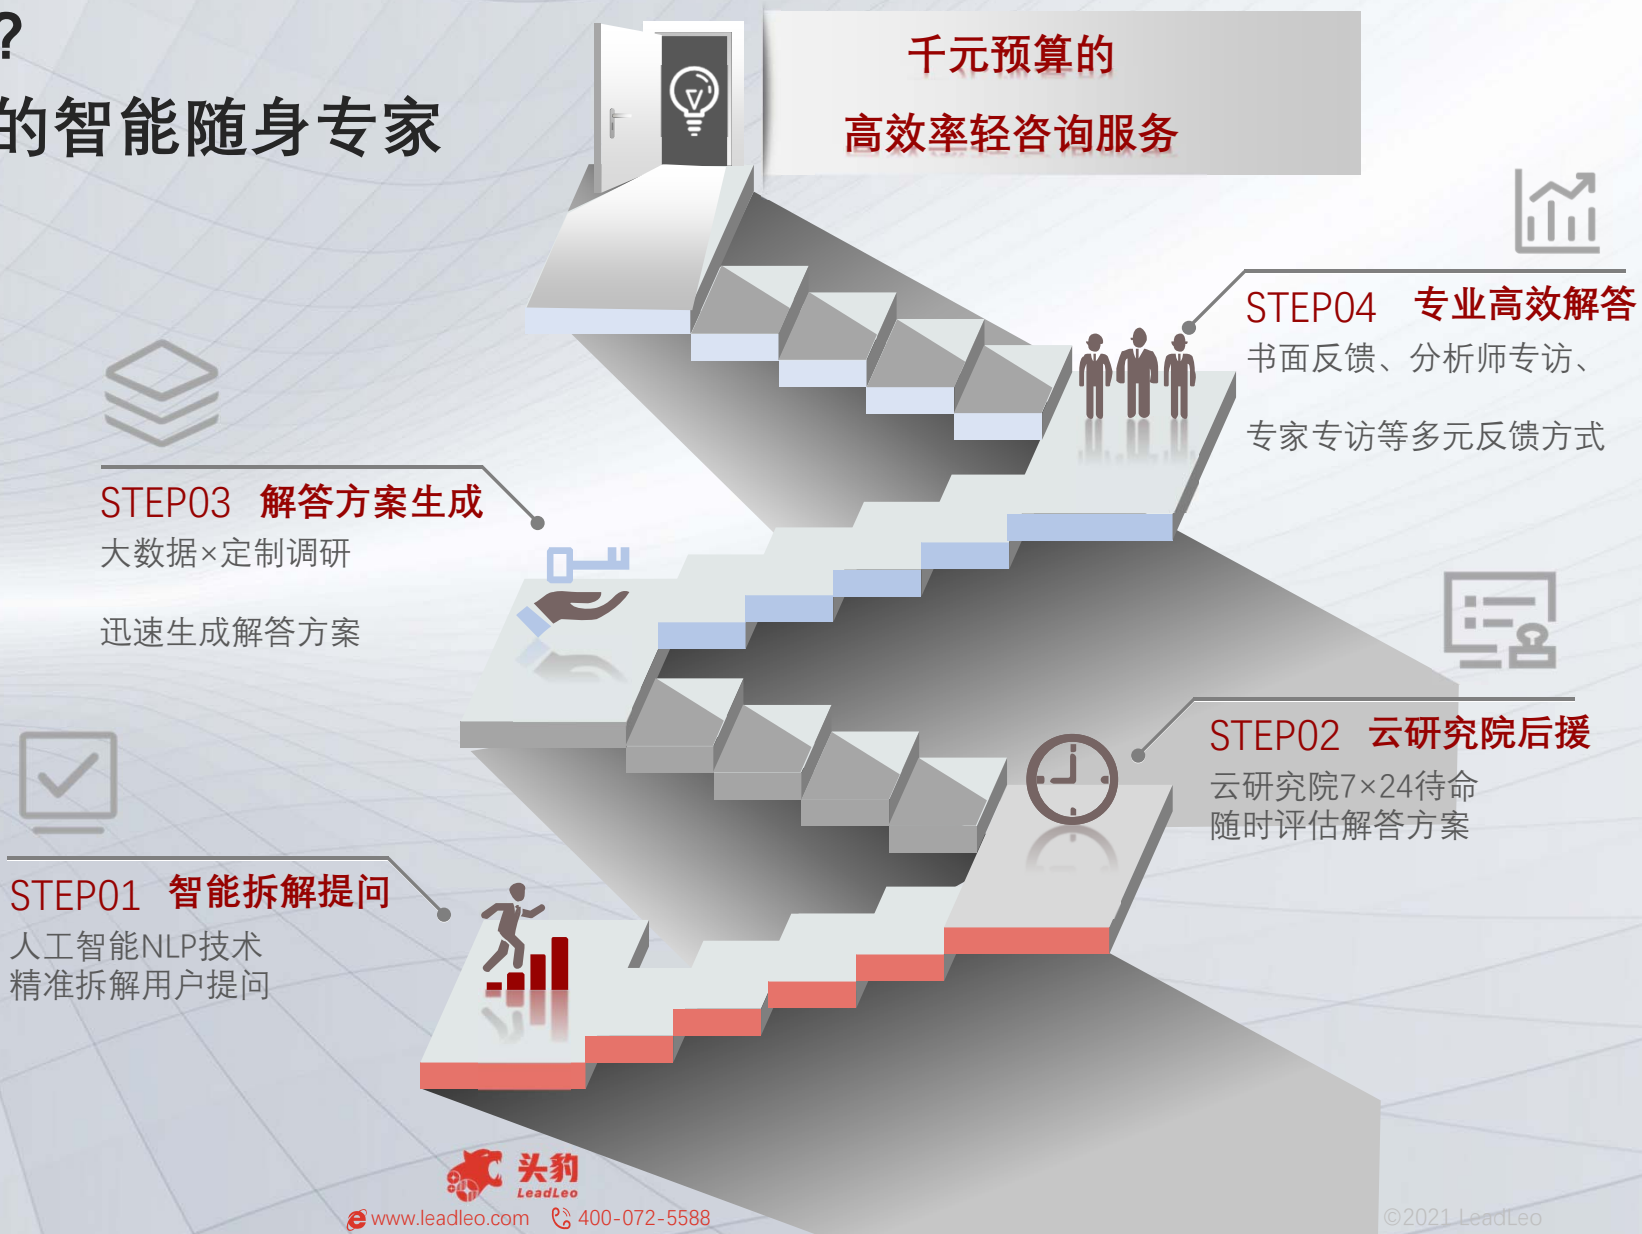 ？
的智能随身专家
千元预算的
高效率轻咨询服务
STEP04 专业高效解答
书面反馈、分析师专访、
专家专访等多元反馈方式
STEP03 解答方案生成
大数据×定制调研
迅速生成解答方案
STEP02 云研究院后援
云研究院7×24待命
随时评估解答方案
STEP01 智能拆解提问
人工智能NLP技术
精准拆解用户提问
头豹
LeadLeo
www.leadleo.com 400-072-5588
©2021 LeadLeo